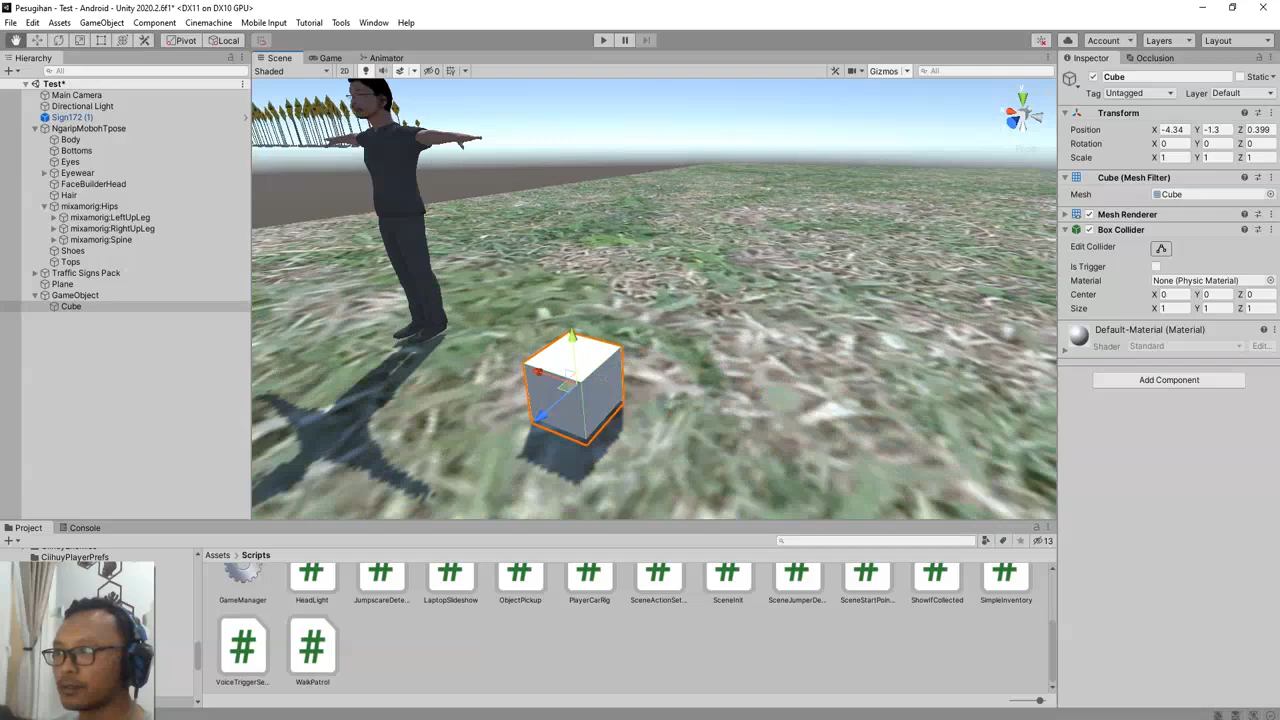 Pesugihan - Test - Android - Unity 2020.2.6f1* <DX11 on DX10 GPU>
File Edit Assets GameObject Component Cinemachine Mobile Input Tutorial Tools Window Help
Pivot Local Account Layers Layout
Hierarchy
All
Test*
Main Camera
Directional Light
Sign172 (1)
NgaripMobohTpose
Body
Bottoms
Eyes
Eyewear
FaceBuilderHead
Hair
mixamorig:Hips
mixamorig:LeftUpLeg
mixamorig:RightUpLeg
mixamorig:Spine
Shoes
Tops
Traffic Signs Pack
Plane
GameObject
Cube
Scene Game Animator
Shaded 2D 0 Gizmos All
Inspector Occlusion
Cube Static
Tag Untagged Layer Default
Transform
Position X -4.34 Y -1.3 Z 0.399
Rotation X 0 Y 0 Z 0
Scale X 1 Y 1 Z 1
Cube (Mesh Filter)
Mesh Cube
Mesh Renderer
Box Collider
Edit Collider
Is Trigger
Material None (Physic Material)
Center X 0 Y 0 Z 0
Size X 1 Y 1 Z 1
Default-Material (Material)
Shader Standard Edit...
Add Component
Project Console
13
CiihuyPlayerPrefs
Assets > Scripts
GameManager HeadLight JumpscareDete... LaptopSlideshow ObjectPickup PlayerCarRig SceneActionSet... SceneInit SceneJumperDe... SceneStartPoin... ShowIfCollected SimpleInventory
VoiceTriggerSe... WalkPatrol